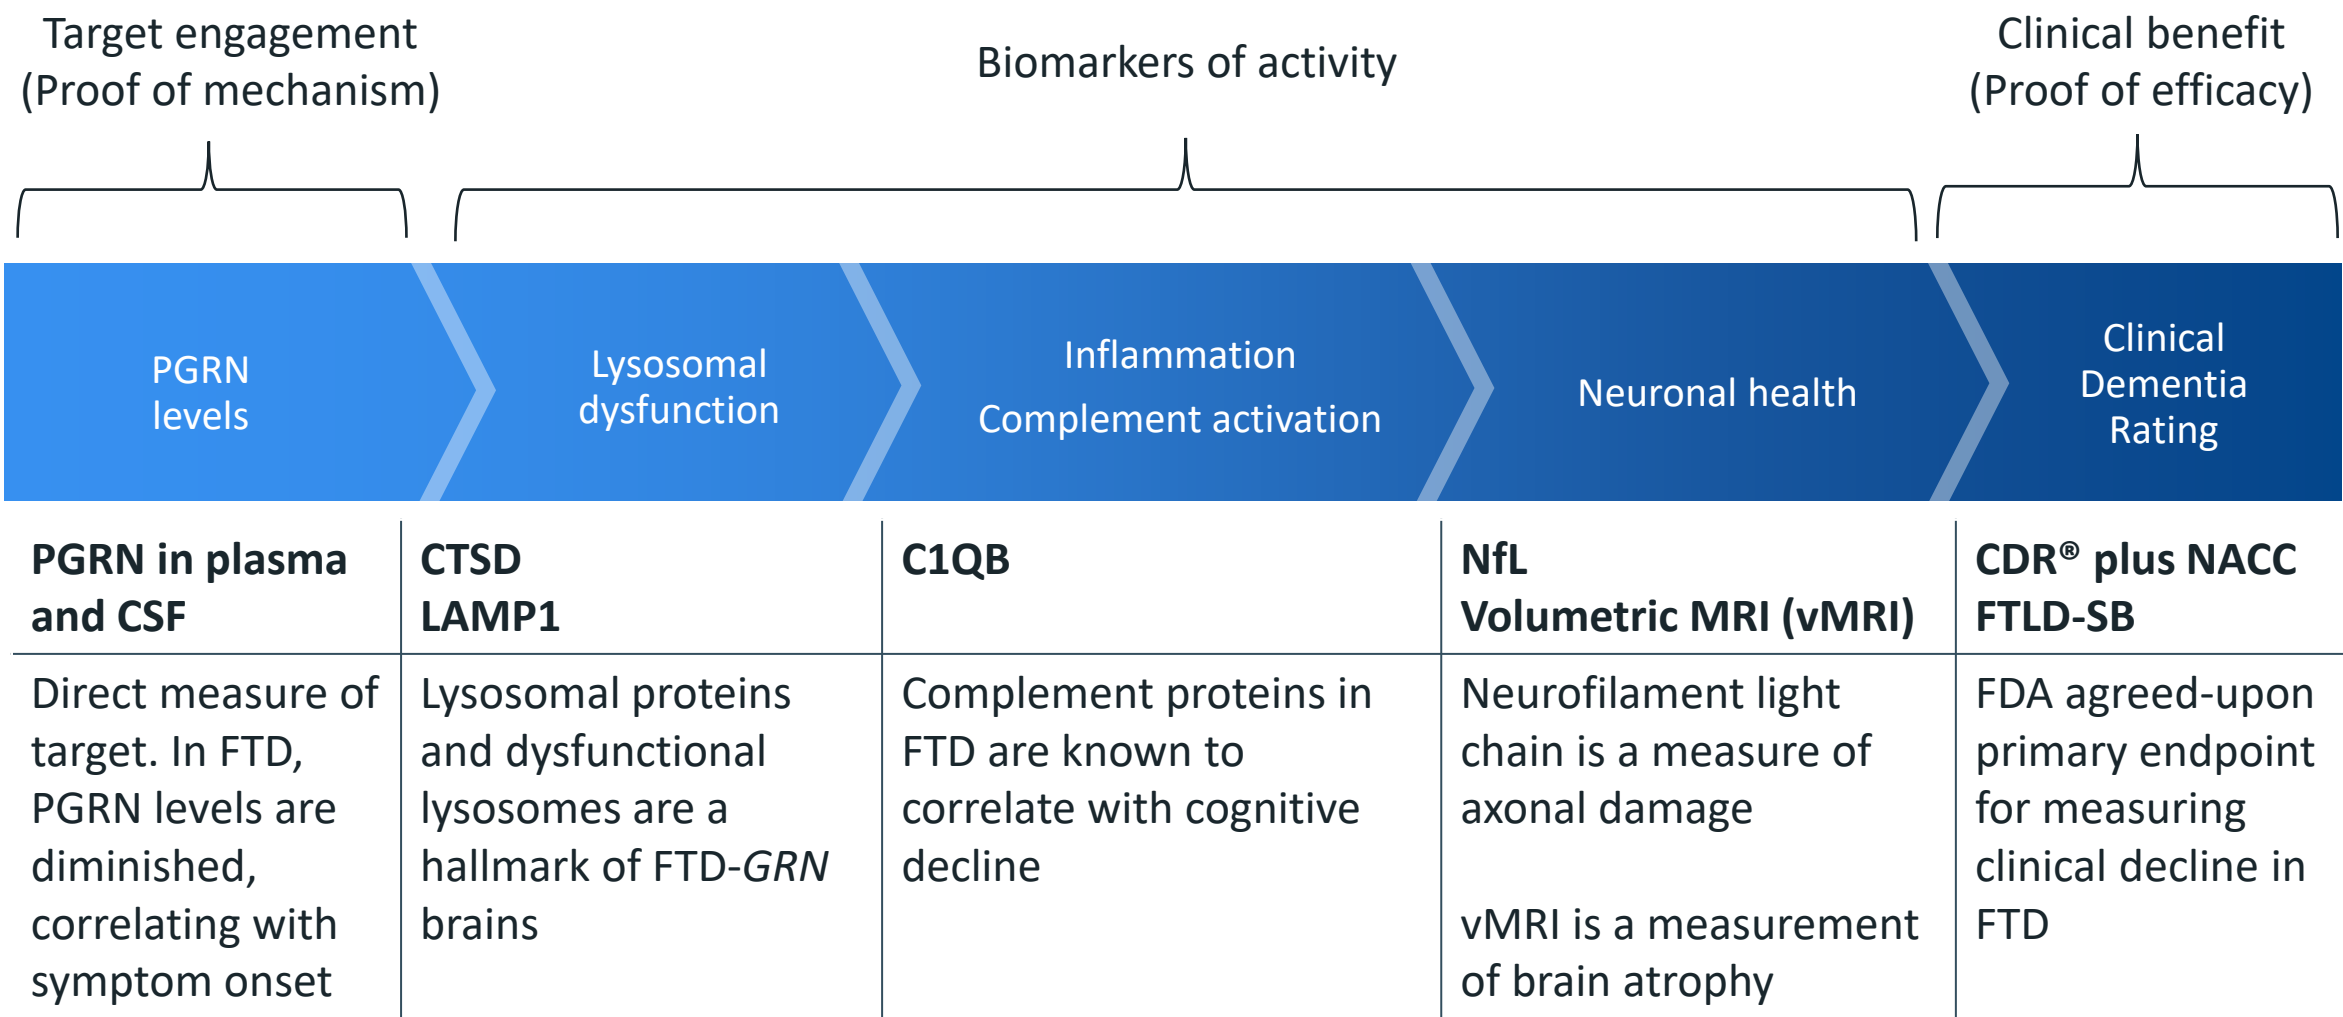 Target engagement
(Proof of mechanism)
Biomarkers of activity
Clinical benefit
(Proof of efficacy)
PGRN
levels
Lysosomal
dysfunction
Inflammation
Complement activation
Neuronal health
Clinical
Dementia
Rating
PGRN in plasma
and CSF
CTSD
LAMP1
C1QB
NfL
Volumetric MRI (vMRI)
CDR® plus NACC
FTLD-SB
Direct measure of
target. In FTD,
PGRN levels are
diminished,
correlating with
symptom onset
Lysosomal proteins
and dysfunctional
lysosomes are a
hallmark of FTD-GRN
brains
Complement proteins in
FTD are known to
correlate with cognitive
decline
Neurofilament light
chain is a measure of
axonal damage
vMRI is a measurement
of brain atrophy
FDA agreed-upon
primary endpoint
for measuring
clinical decline in
FTD